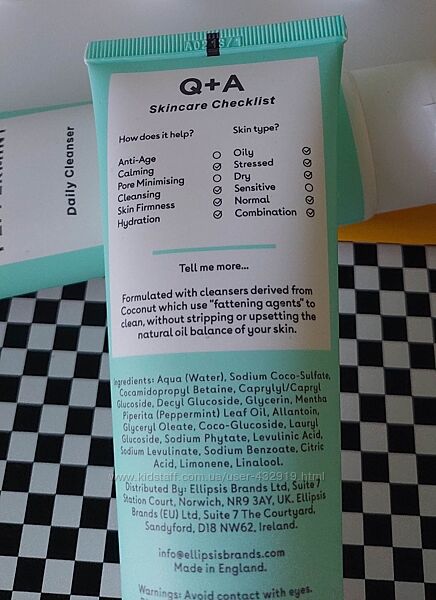 A0219/1
Q+A
Skincare Checklist
How does it help?
Skin type?
Anti-Age
Calming
Pore Minimising
Cleansing
Skin Firmness
Hydration
Oily
Stressed
Dry
Sensitive
Normal
Combination
Tell me more...
Formulated with cleansers derived from
Coconut which use "fattening agents" to
clean, without stripping or upsetting the
natural oil balance of your skin.
Ingredients: Aqua (Water), Sodium Coco-Sulfate,
Cocamidopropyl Betaine, Caprylyl/Capryl
Glucoside, Decyl Glucoside, Glycerin, Mentha
Piperita (Peppermint) Leaf Oil, Allantoin,
Glyceryl Oleate, Coco-Glucoside, Lauryl
Glucoside, Sodium Phytate, Levulinic Acid,
Sodium Levulinate, Sodium Benzoate, Citric
Acid, Limonene, Linalool.
www.kidstaff.com.ua/user-432919.html
Distributed By: Ellipsis Brands Ltd, Suite 7
Station Court, Norwich, NR9 3AY, UK. Ellipsis
Brands (EU) Ltd, Suite 7 The Courtyard,
Sandyford, D18 NW62, Ireland.
info@ellipsisbrands.com
Made in England.
Warnings: Avoid contact with eyes.
Daily Cleanser